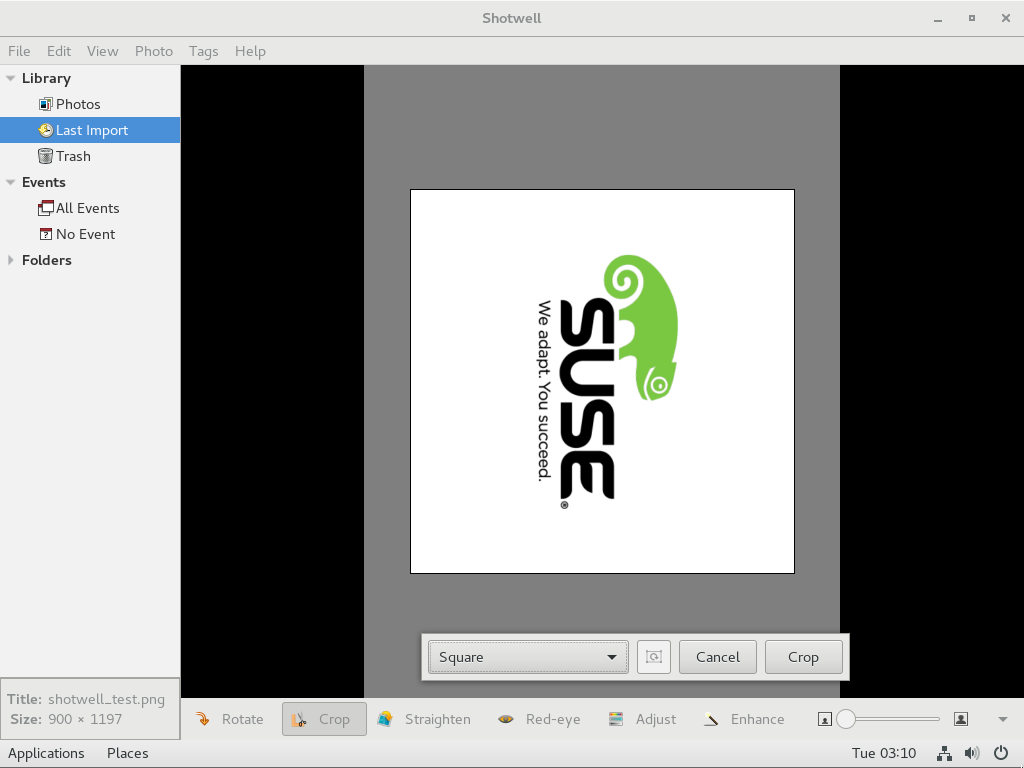 Shotwell
File Edit View Photo Tags Help
Library
Photos
Last Import
Trash
Events
All Events
No Event
Folders
SUSE
We adapt. You succeed.
®
Square Cancel Crop
Title: shotwell_test.png
Size: 900 × 1197
Rotate Crop Straighten Red-eye Adjust Enhance
Applications Places Tue 03:10